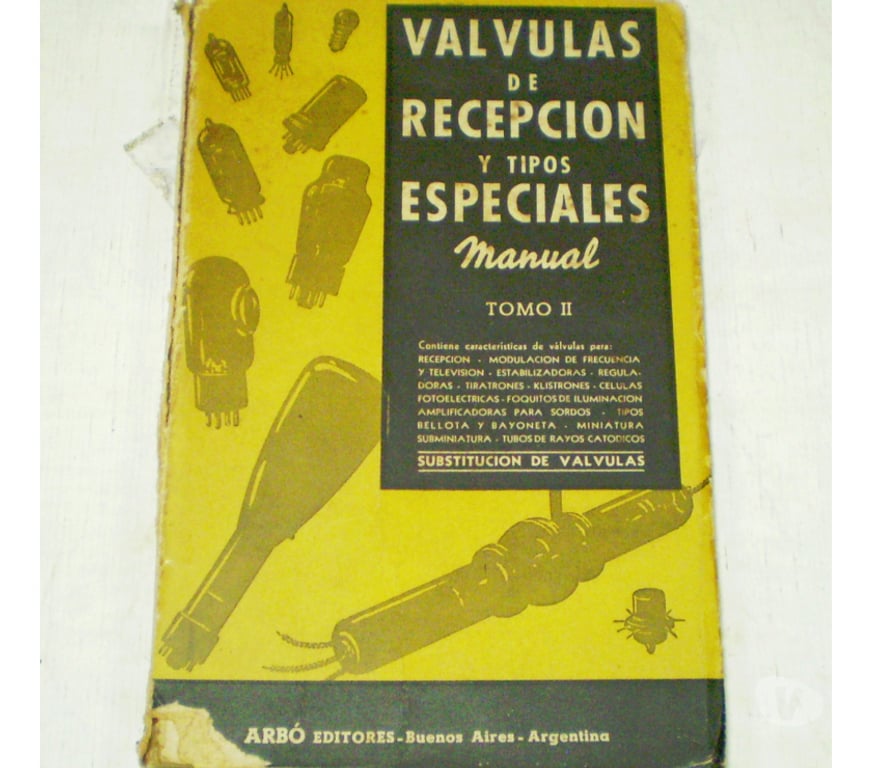 VALVULAS
DE
RECEPCION
Y TIPOS
ESPECIALES
Manual
TOMO II
Contiene características de válvulas para:
RECEPCION - MODULACION DE FRECUENCIA
Y TELEVISION - ESTABILIZADORAS - REGULA-
DORAS - TIRATRONES - KLISTRONES - CELULAS
FOTOELECTRICAS - FOQUITOS DE ILUMINACION
AMPLIFICADORAS PARA SORDOS - TIPOS
BELLOTA Y BAYONETA - MINIATURA
SUBMINIATURA - TUBOS DE RAYOS CATODICOS
SUBSTITUCION DE VALVULAS
ARBÓ EDITORES - Buenos Aires - Argentina